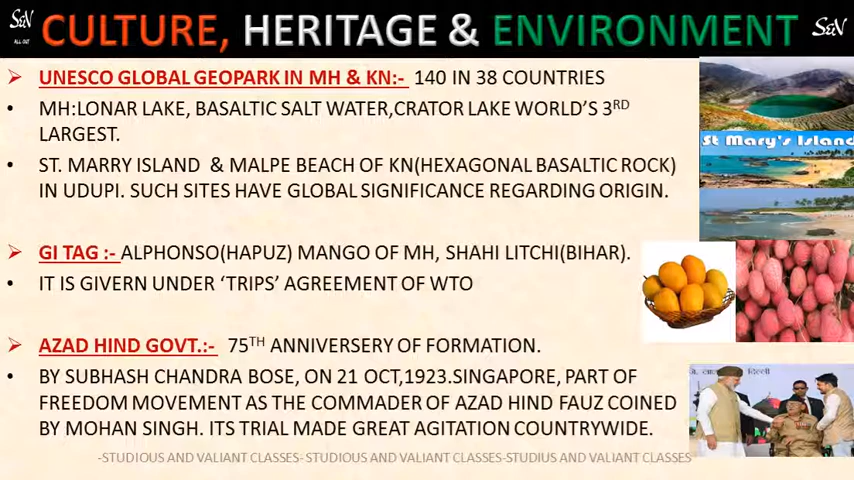 S&V
ALL OUT
CULTURE, HERITAGE & ENVIRONMENT
S&V
➢ UNESCO GLOBAL GEOPARK IN MH & KN:- 140 IN 38 COUNTRIES
• MH:LONAR LAKE, BASALTIC SALT WATER,CRATOR LAKE WORLD'S 3RD
LARGEST.
• ST. MARRY ISLAND & MALPE BEACH OF KN(HEXAGONAL BASALTIC ROCK)
IN UDUPI. SUCH SITES HAVE GLOBAL SIGNIFICANCE REGARDING ORIGIN.
St Mary's Island
➢ GI TAG :- ALPHONSO(HAPUZ) MANGO OF MH, SHAHI LITCHI(BIHAR).
• IT IS GIVERN UNDER 'TRIPS' AGREEMENT OF WTO
➢ AZAD HIND GOVT.:- 75TH ANNIVERSERY OF FORMATION.
• BY SUBHASH CHANDRA BOSE, ON 21 OCT,1923.SINGAPORE, PART OF
FREEDOM MOVEMENT AS THE COMMADER OF AZAD HIND FAUZ COINED
BY MOHAN SINGH. ITS TRIAL MADE GREAT AGITATION COUNTRYWIDE.
दिल्ली
-STUDIOUS AND VALIANT CLASSES- STUDIOUS AND VALIANT CLASSES-STUDIUS AND VALIANT CLASSES